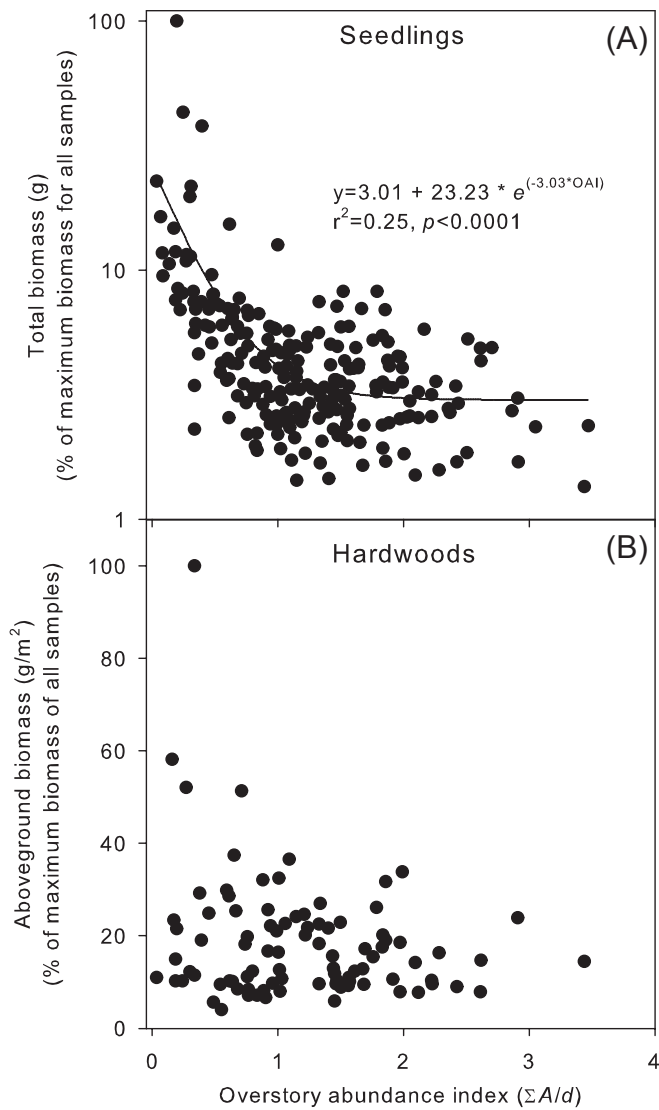 100
Seedlings
(A)
Total biomass (g)
(% of maximum biomass for all samples)
y=3.01 + 23.23 * e(-3.03*OAI)
r2=0.25, p<0.0001
10
1
Hardwoods
(B)
Aboveground biomass (g/m2)
(% of maximum biomass of all samples)
100
80
60
40
20
0
0 1 2 3 4
Overstory abundance index (ΣA/d)